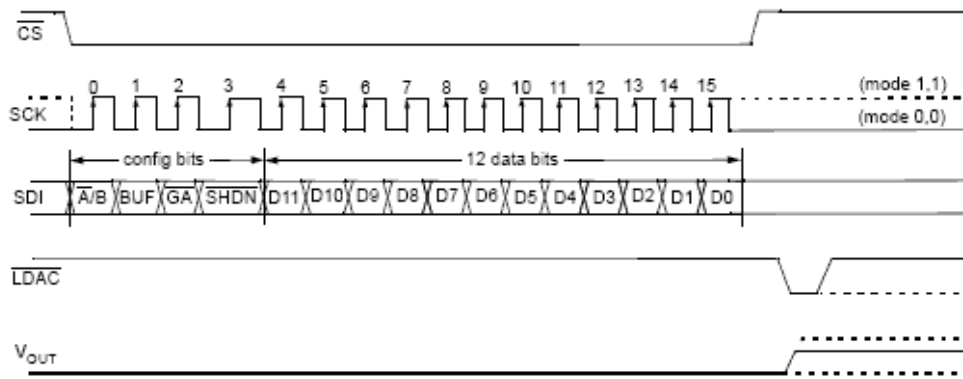 CS
0 1 2 3 4 5 6 7 8 9 10 11 12 13 14 15
(mode 1,1)
SCK
(mode 0,0)
config bits
12 data bits
SDI
A/B BUF GA SHDN D11 D10 D9 D8 D7 D6 D5 D4 D3 D2 D1 D0
LDAC
VOUT